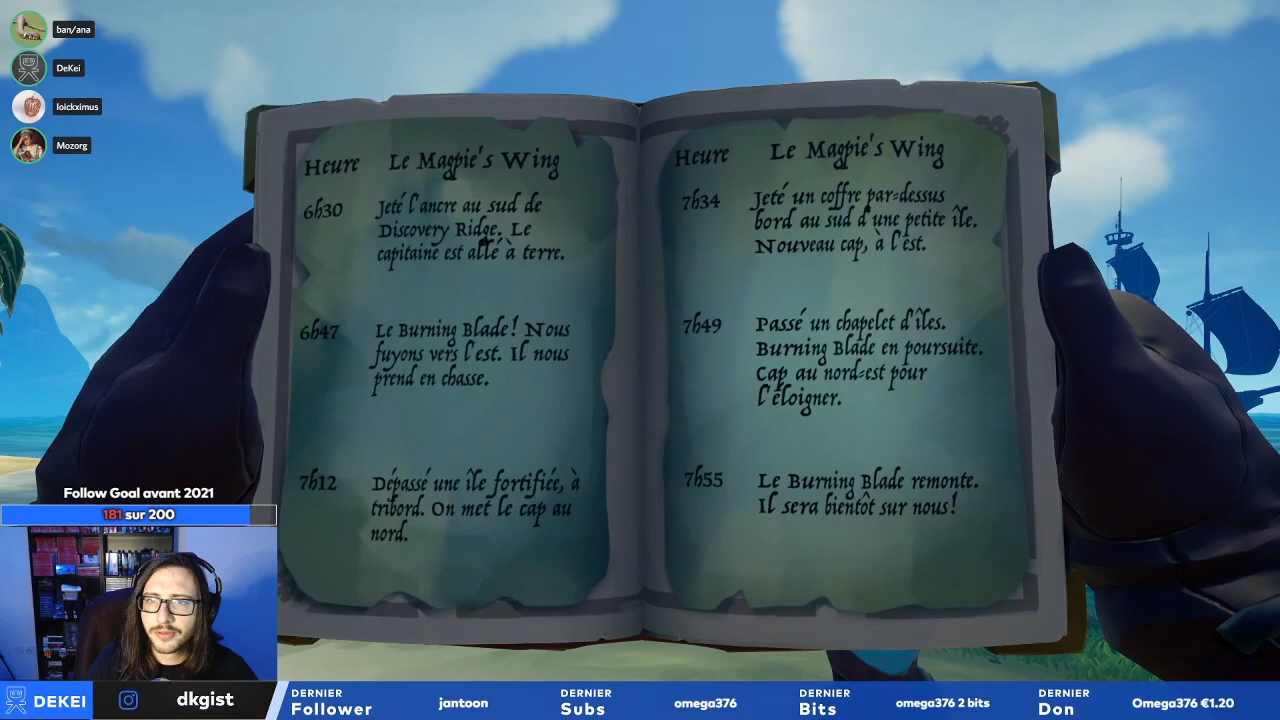 ban/ana
DeKei
loickximus
Mozorg
Heure Le Magpie's Wing
6h30 Jeté l'ancre au sud de
Discovery Ridge. Le
capitaine est allé à terre.
6h47 Le Burning Blade! Nous
fuyons vers l'est. Il nous
prend en chasse.
7h12 Dépassé une île fortifiée, à
tribord. On met le cap au
nord.
Heure Le Magpie's Wing
7h34 Jeté un coffre par-dessus
bord au sud d'une petite île.
Nouveau cap, à l'est.
7h49 Passé un chapelet d'îles.
Burning Blade en poursuite.
Cap au nord-est pour
l'éloigner.
7h55 Le Burning Blade remonte.
Il sera bientôt sur nous!
Follow Goal avant 2021
181 sur 200
DEKEI
dkgist
DERNIER
Follower
jantoon
DERNIER
Subs
omega376
DERNIER
Bits
omega376 2 bits
DERNIER
Don
Omega376 €1.20